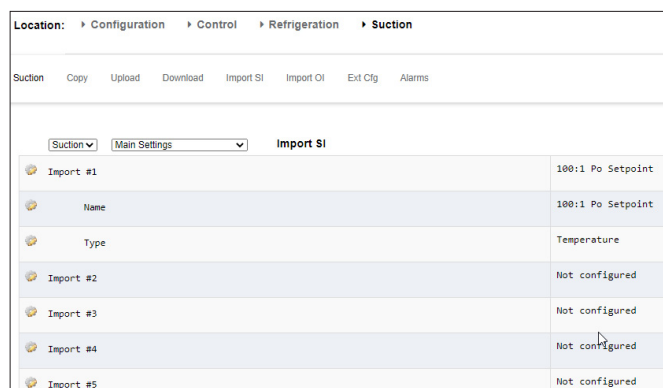 Location: Configuration Control Refrigeration Suction
Suction Copy Upload Download Import SI Import OI Ext Cfg Alarms
Suction Main Settings Import SI
Import #1 100:1 Po Setpoint
Name 100:1 Po Setpoint
Type Temperature
Import #2 Not configured
Import #3 Not configured
Import #4 Not configured
Import #5 Not configured